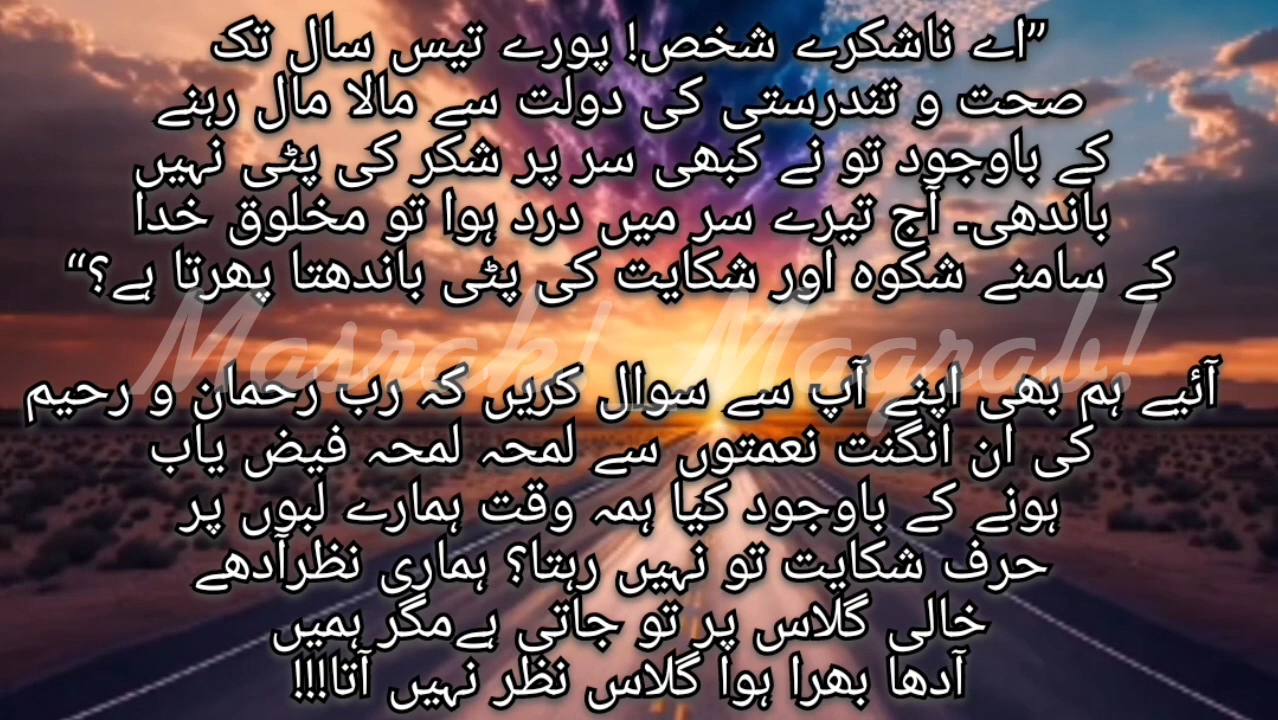 ”اے ناشکرے شخص! پورے تیس سال تک
صحت و تندرستی کی دولت سے مالا مال رہنے
کے باوجود تو نے کبھی سر پر شکر کی پٹی نہیں
باندھی۔ آج تیرے سر میں درد ہوا تو مخلوق خدا
کے سامنے شکوہ اور شکایت کی پٹی باندھتا پھرتا ہے؟“
Masrak! Maqrab!
آئیے ہم بھی اپنے آپ سے سوال کریں کہ رب رحمان و رحیم
کی ان انگنت نعمتوں سے لمحہ لمحہ فیض یاب
ہونے کے باوجود کیا ہمہ وقت ہمارے لبوں پر
حرف شکایت تو نہیں رہتا؟ ہماری نظرآدھے
خالی گلاس پر تو جاتی ہےمگر ہمیں
آدھا بھرا ہوا گلاس نظر نہیں آتا!!!